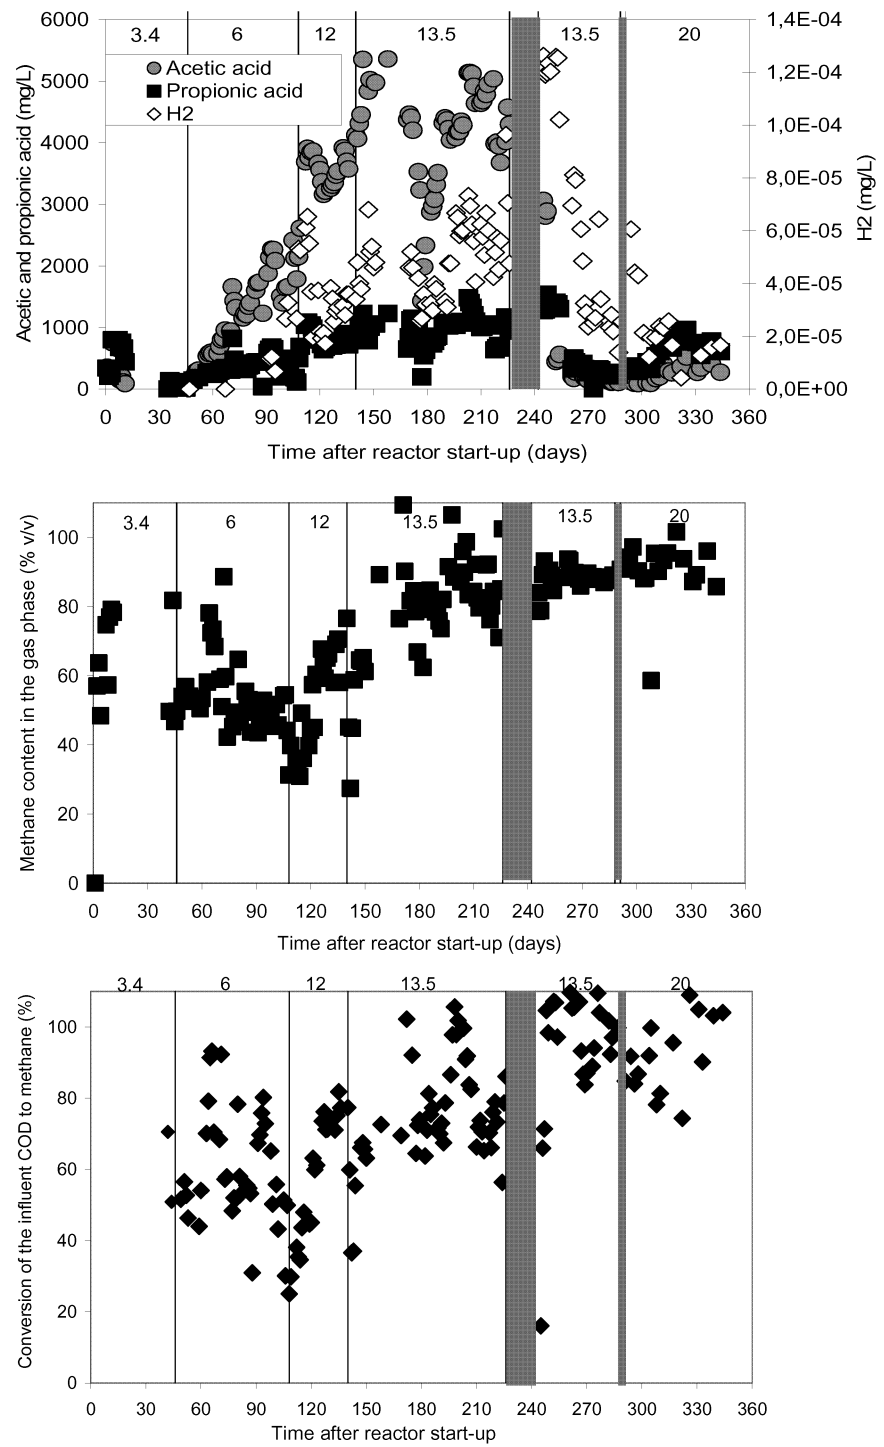 3.4 6 12 13.5 13.5 20
Acetic acid
Propionic acid
H2
Acetic and propionic acid (mg/L)
6000
5000
4000
3000
2000
1000
0
1,4E-04
1,2E-04
1,0E-04
8,0E-05
6,0E-05
4,0E-05
2,0E-05
0,0E+00
H2 (mg/L)
0 30 60 90 120 150 180 210 240 270 300 330 360
Time after reactor start-up (days)
3.4 6 12 13.5 13.5 20
Methane content in the gas phase (% v/v)
100
80
60
40
20
0
0 30 60 90 120 150 180 210 240 270 300 330 360
Time after reactor start-up (days)
3.4 6 12 13.5 13.5 20
Conversion of the influent COD to methane (%)
100
80
60
40
20
0
0 30 60 90 120 150 180 210 240 270 300 330 360
Time after reactor start-up